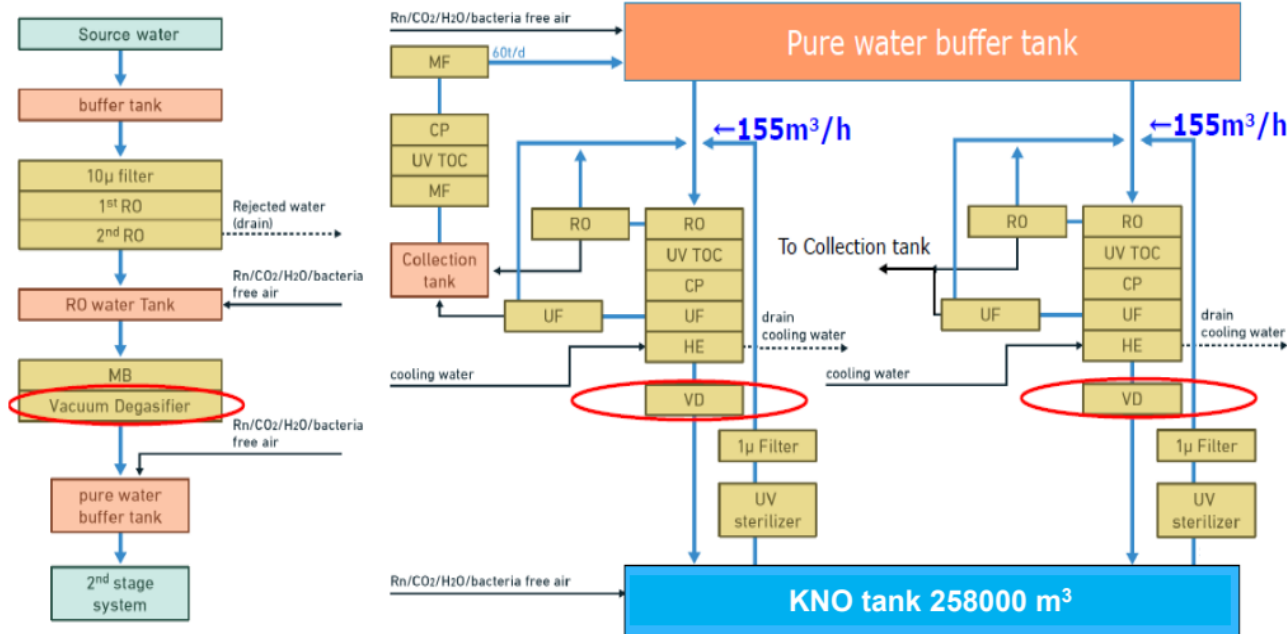 Source water
buffer tank
10µ filter
1st RO
2nd RO
Rejected water
(drain)
Rn/CO2/H2O/bacteria
free air
RO water Tank
MB
Vacuum Degasifier
Rn/CO2/H2O/bacteria
free air
pure water
buffer tank
2nd stage
system
Rn/CO2/H2O/bacteria free air
Pure water buffer tank
MF
60t/d
CP
UV TOC
MF
Collection
tank
←155m³/h
RO
RO
UV TOC
CP
UF
UF
HE
drain
cooling water
cooling water
VD
1µ Filter
UV
sterilizer
←155m³/h
RO
RO
To Collection tank
UV TOC
CP
UF
UF
HE
drain
cooling water
cooling water
VD
1µ Filter
UV
sterilizer
Rn/CO2/H2O/bacteria free air
KNO tank 258000 m³